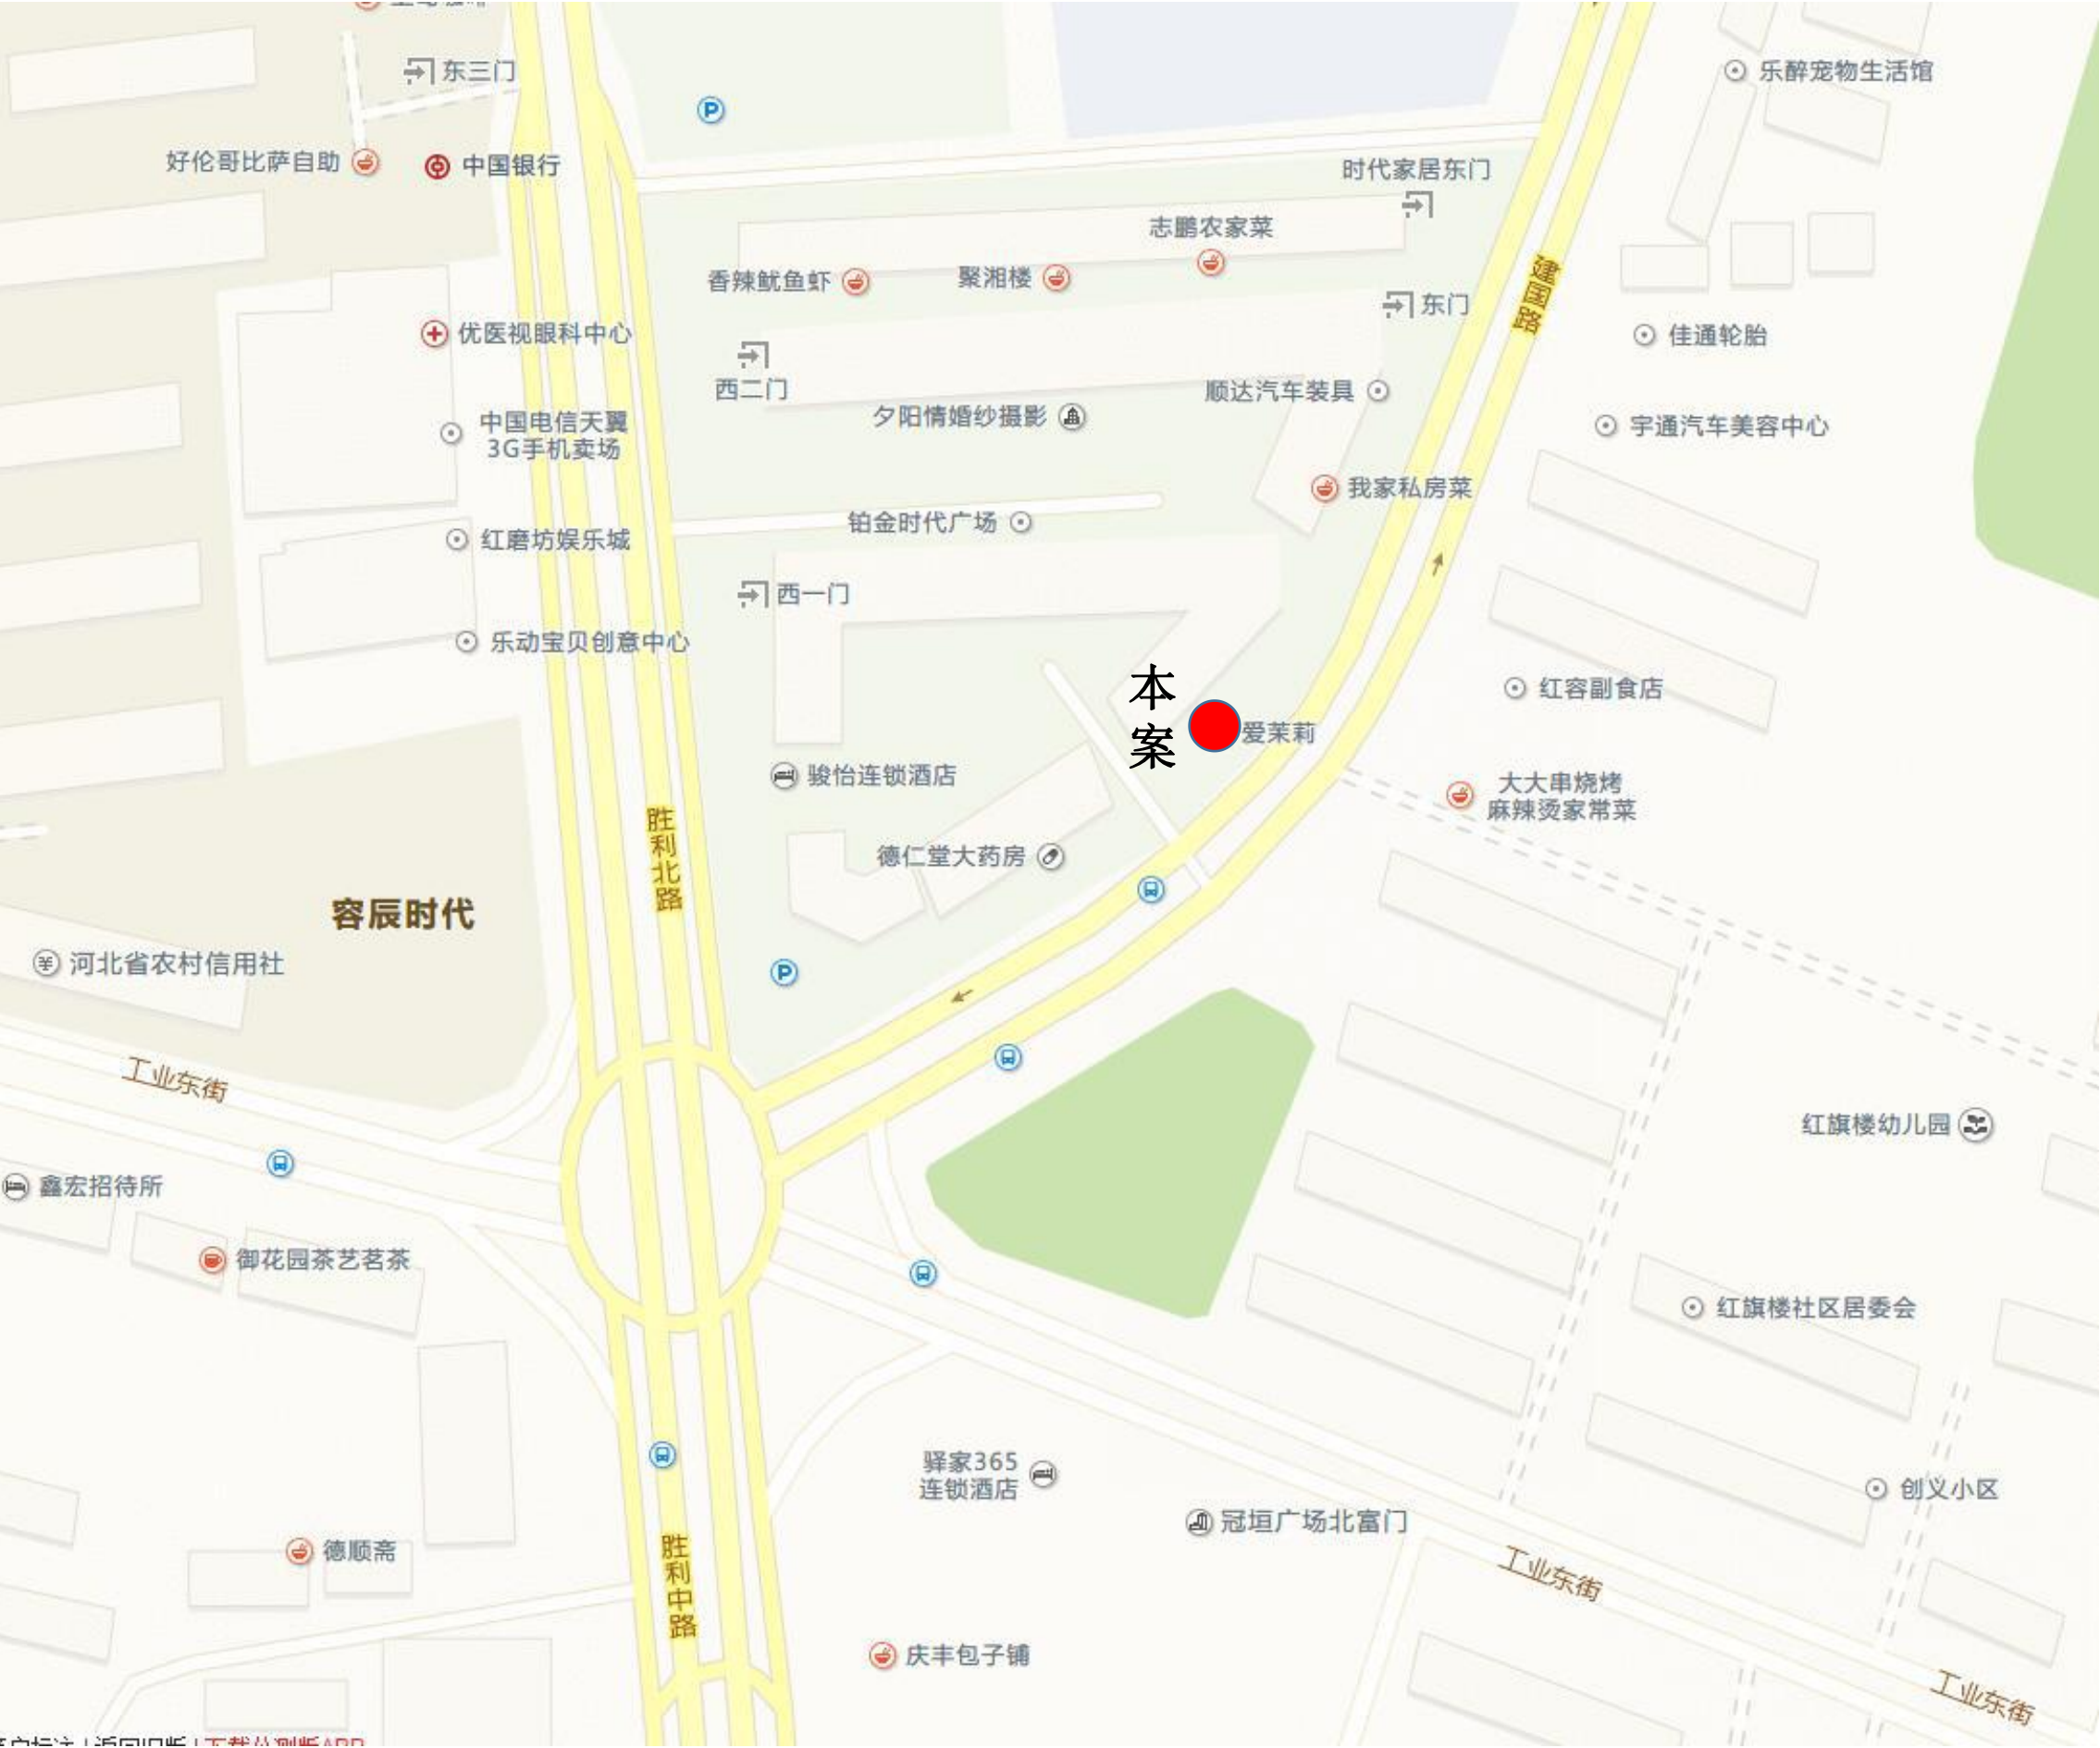 东三门
乐醉宠物生活馆
好伦哥比萨自助
中国银行
时代家居东门
志鹏农家菜
香辣鱿鱼虾
聚湘楼
东门
建国路
优医视眼科中心
佳通轮胎
西二门
顺达汽车装具
夕阳情婚纱摄影
宇通汽车美容中心
中国电信天翼
3G手机卖场
我家私房菜
铂金时代广场
红磨坊娱乐城
西一门
乐动宝贝创意中心
本案
红容副食店
爱茉莉
骏怡连锁酒店
大大串烧烤
麻辣烫家常菜
胜利北路
德仁堂大药房
容辰时代
河北省农村信用社
工业东街
红旗楼幼儿园
鑫宏招待所
御花园茶艺茗茶
红旗楼社区居委会
驿家365
连锁酒店
创义小区
冠垣广场北富门
德顺斋
胜利中路
工业东街
庆丰包子铺
工业东街